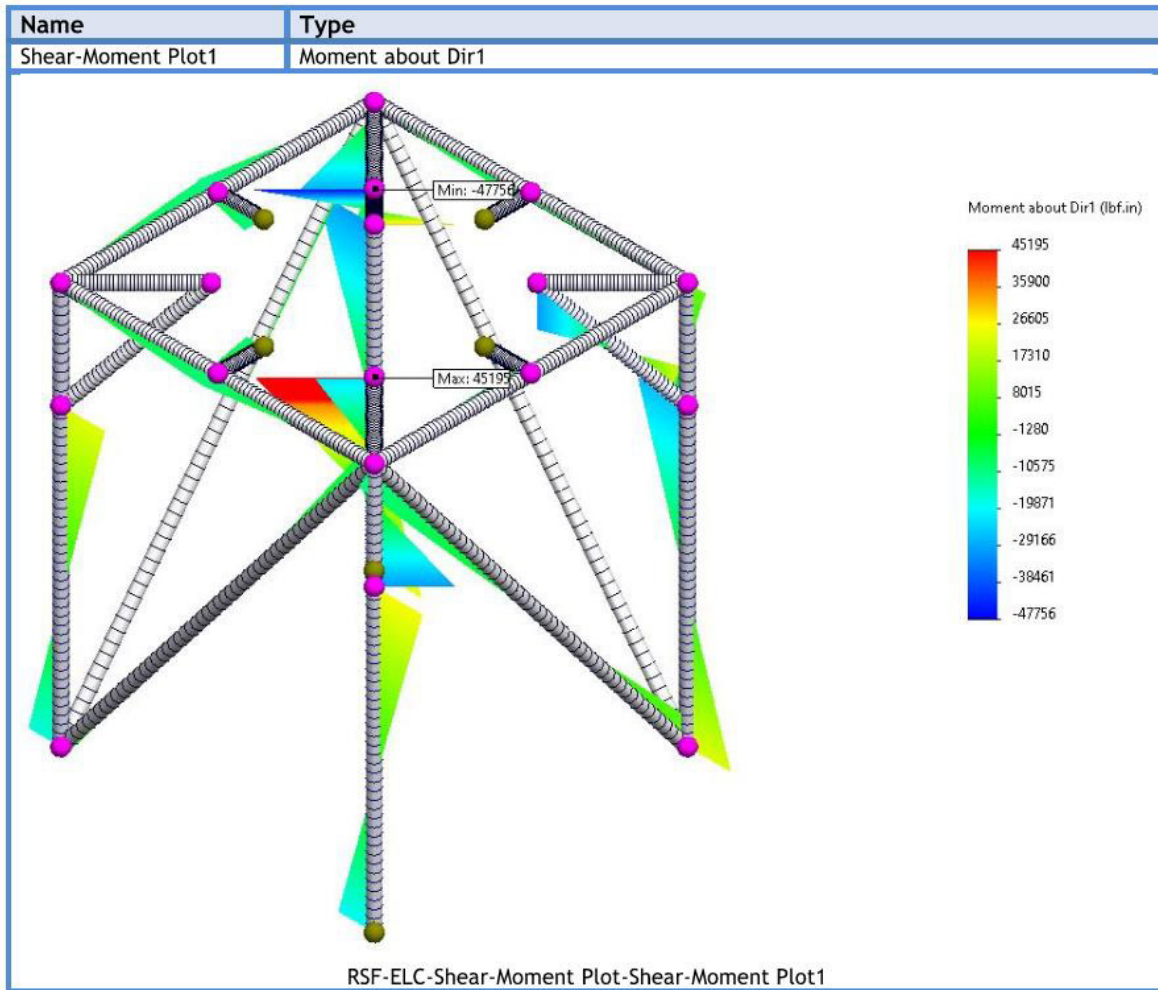 Name Type
Shear-Moment Plot1 Moment about Dir1
Min: -47756
Moment about Dir1 (lbf.in)
45195
35900
26605
17310
Max: 45195
8015
-1280
-10575
-19871
-29166
-38461
-47756
RSF-ELC-Shear-Moment Plot-Shear-Moment Plot1